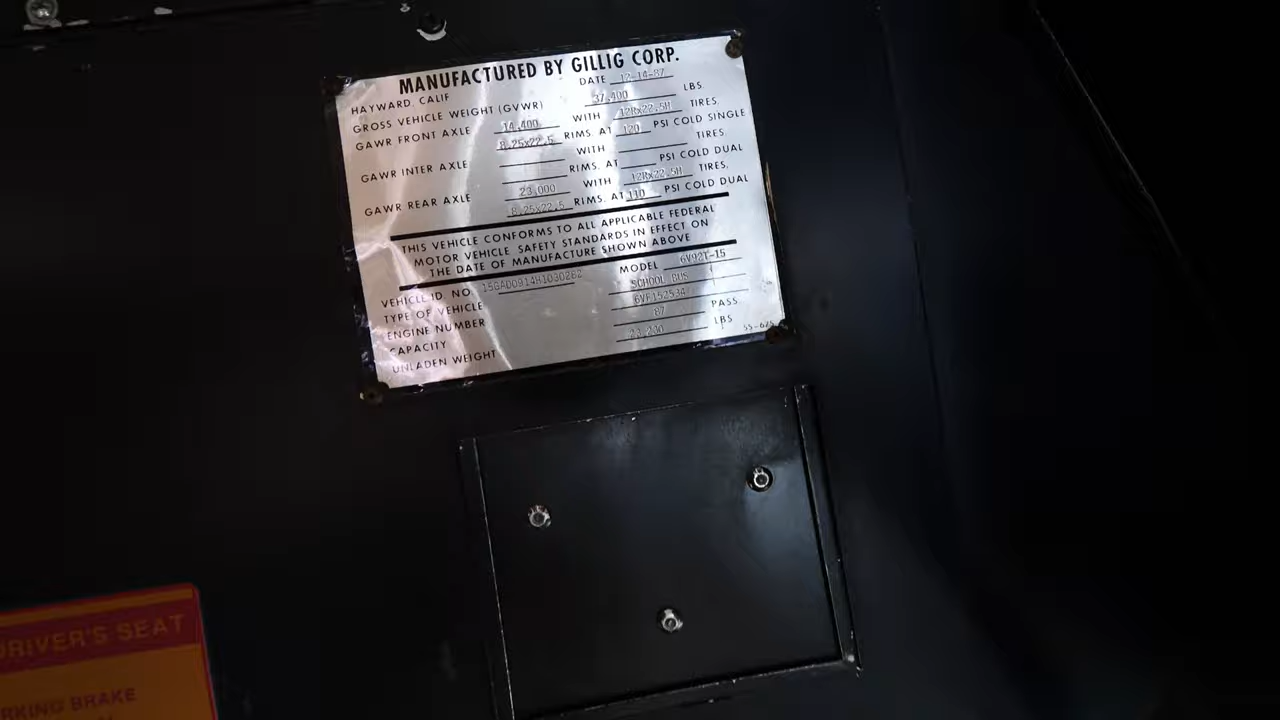 MANUFACTURED BY GILLIG CORP.
HAYWARD, CALIF DATE 12-14-87
GROSS VEHICLE WEIGHT (GVWR) 37,400 LBS.
GAWR FRONT AXLE 14,400 WITH 12Rx22.5H TIRES.
8.25x22.5 RIMS. AT 120 PSI COLD SINGLE
GAWR INTER AXLE WITH TIRES.
RIMS. AT PSI COLD DUAL
GAWR REAR AXLE 23,000 WITH 12Rx22.5H TIRES.
8.25x22.5 RIMS. AT 110 PSI COLD DUAL
THIS VEHICLE CONFORMS TO ALL APPLICABLE FEDERAL
MOTOR VEHICLE SAFETY STANDARDS IN EFFECT ON
THE DATE OF MANUFACTURE SHOWN ABOVE
VEHICLE ID. NO. MODEL 6V92T-15
TYPE OF VEHICLE SCHOOL BUS
ENGINE NUMBER
CAPACITY 87 PASS.
UNLADEN WEIGHT LBS
DRIVER'S SEAT
BRAKE